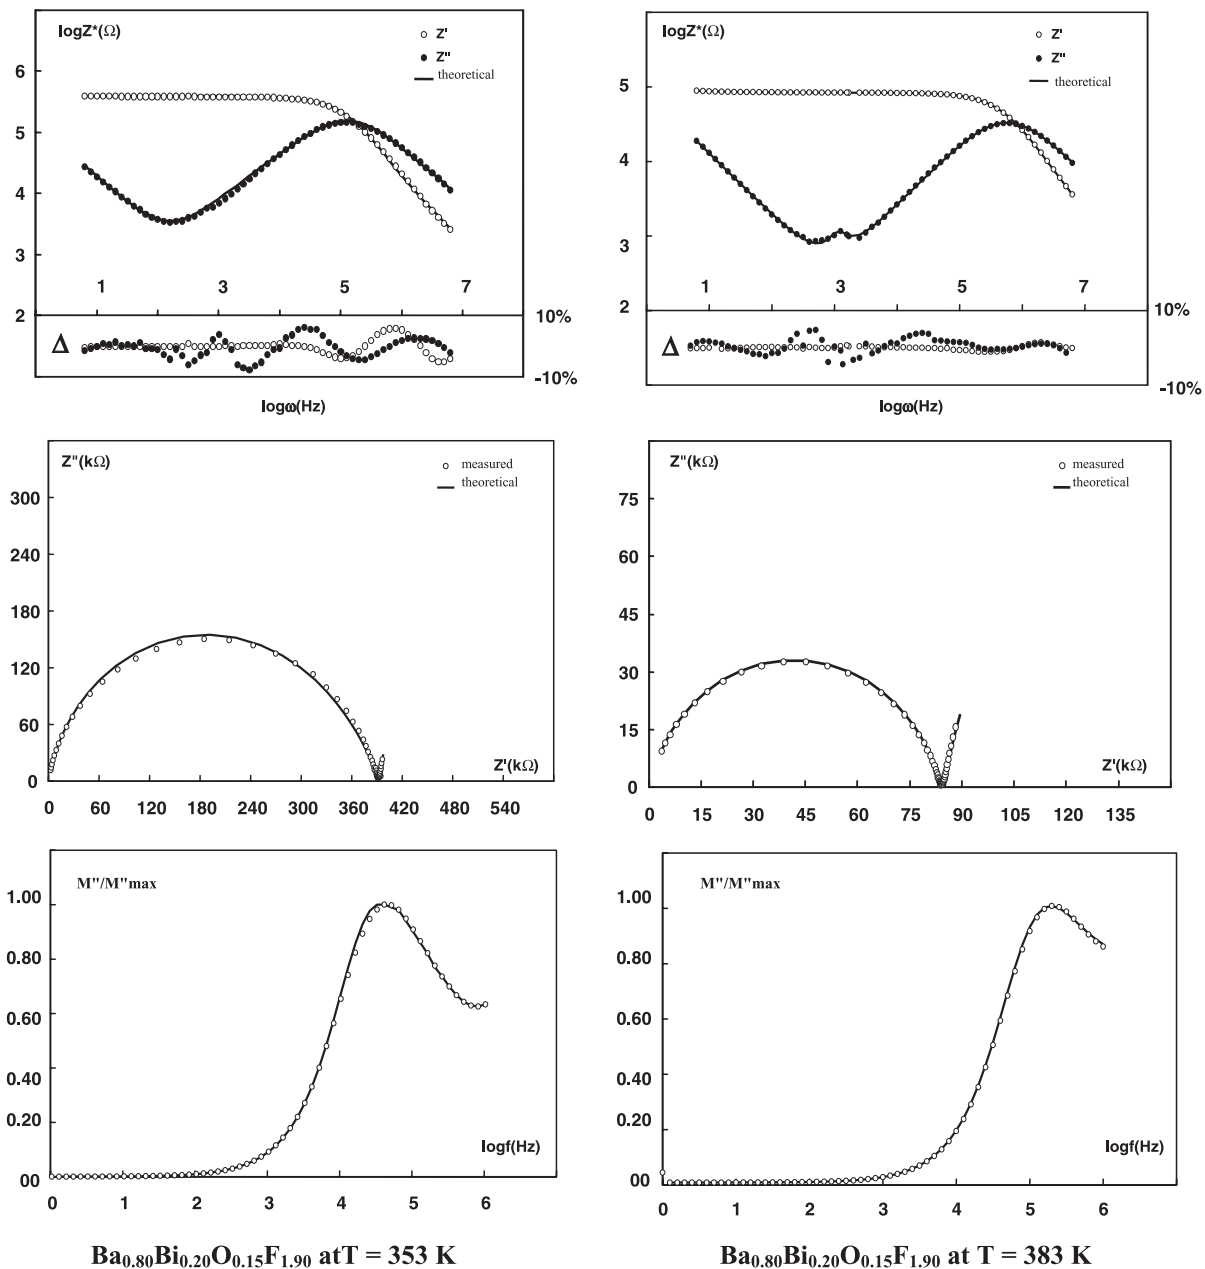 logZ*(Ω)
Z'
Z"
theoretical
6
5
4
3
2
1 3 5 7
10%
Δ
-10%
logω(Hz)
logZ*(Ω)
Z'
Z"
theoretical
5
4
3
2
1 3 5 7
10%
Δ
-10%
logω(Hz)
Z"(kΩ)
measured
theoretical
300
240
180
120
60
0
Z'(kΩ)
0 60 120 180 240 300 360 420 480 540
Z"(kΩ)
measured
theoretical
75
60
45
30
15
0
Z'(kΩ)
0 15 30 45 60 75 90 105 120 135
M"/M"max
1.00
0.80
0.60
0.40
0.20
00
logf(Hz)
0 1 2 3 4 5 6
Ba0.80Bi0.20O0.15F1.90 atT = 353 K
M"/M"max
1.00
0.80
0.60
0.40
0.20
00
logf(Hz)
0 1 2 3 4 5 6
Ba0.80Bi0.20O0.15F1.90 at T = 383 K